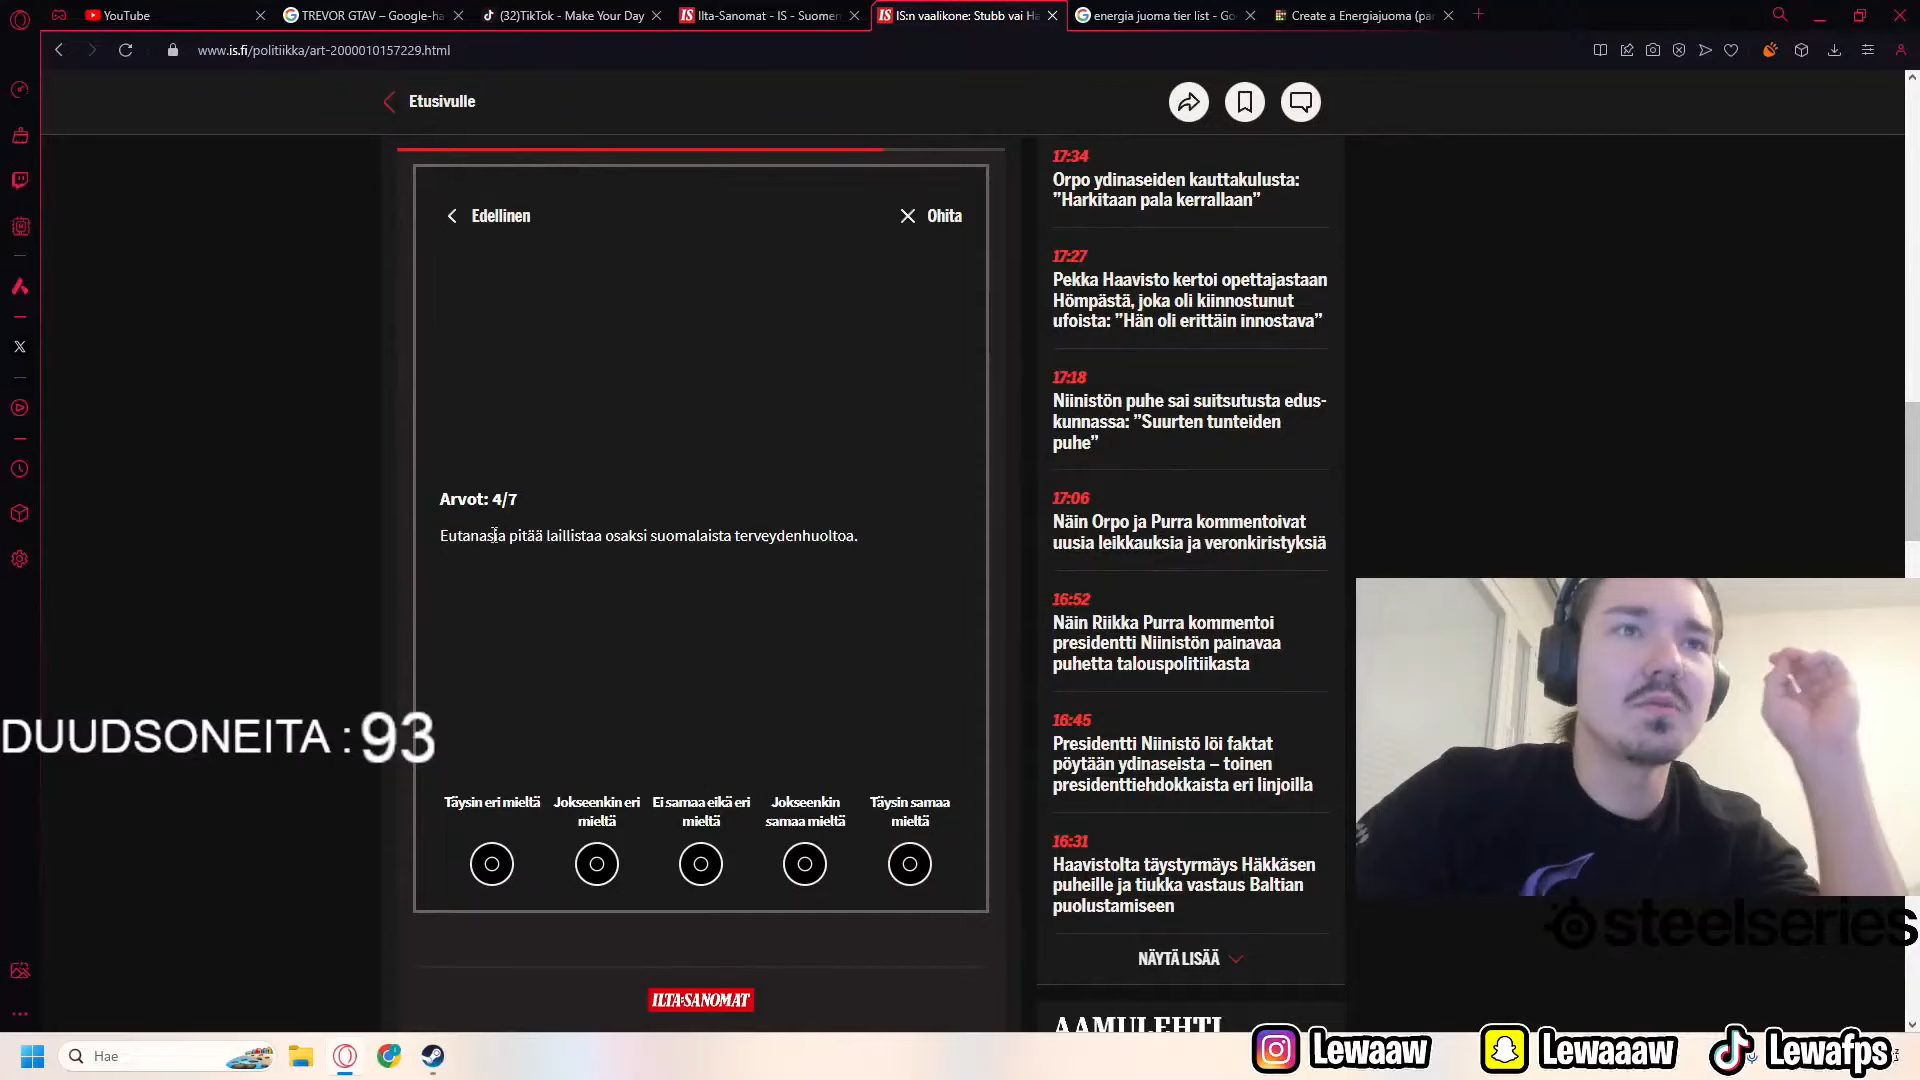 YouTube
TREVOR GTAV – Google-ha
(32)TikTok - Make Your Day
Ilta-Sanomat - IS - Suomen
IS:n vaalikone: Stubb vai Ha
energia juoma tier list - Go
Create a Energiajuoma (pa
www.is.fi/politiikka/art-2000010157229.html
Etusivulle
Edellinen
Ohita
Arvot: 4/7
Eutanasia pitää laillistaa osaksi suomalaista terveydenhuoltoa.
Täysin eri mieltä
Jokseenkin eri
mieltä
Ei samaa eikä eri
mieltä
Jokseenkin
samaa mieltä
Täysin samaa
mieltä
ILTA-SANOMAT
17:34
Orpo ydinaseiden kauttakulusta:
”Harkitaan pala kerrallaan”
17:27
Pekka Haavisto kertoi opettajastaan
Hömpästä, joka oli kiinnostunut
ufoista: ”Hän oli erittäin innostava”
17:18
Niinistön puhe sai suitsutusta edus-
kunnassa: ”Suurten tunteiden
puhe”
17:06
Näin Orpo ja Purra kommentoivat
uusia leikkauksia ja veronkiristyksiä
16:52
Näin Riikka Purra kommentoi
presidentti Niinistön painavaa
puhetta talouspolitiikasta
16:45
Presidentti Niinistö löi faktat
pöytään ydinaseista – toinen
presidenttiehdokkaista eri linjoilla
16:31
Haavistolta täystyrmäys Häkkäsen
puheille ja tiukka vastaus Baltian
puolustamiseen
NÄYTÄ LISÄÄ
AAMULEHTI
DUUDSONEITA : 93
steelseries
Hae
Lewaaw
Lewaaaw
Lewafps